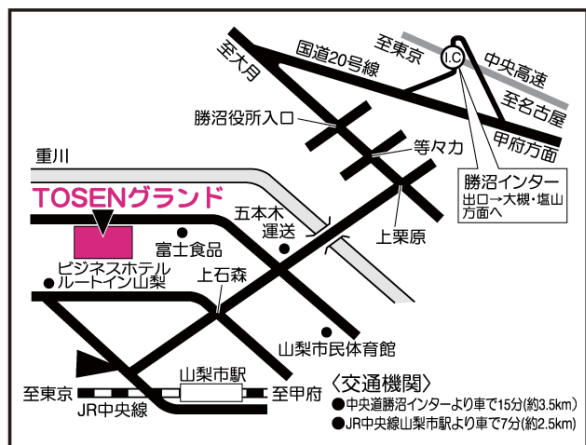 至大月
国道20号線
至東京
I.C
中央高速
至名古屋
甲府方面
勝沼役所入口
等々力
勝沼インター
出口→大槻・塩山
方面へ
重川
TOSENグランド
五本木
運送
上栗原
富士食品
ビジネスホテル
ルートイン山梨
上石森
山梨市民体育館
山梨市駅
至東京
至甲府
JR中央線
〈交通機関〉
●中央道勝沼インターより車で15分(約3.5km)
●JR中央線山梨市駅より車で7分(約2.5km)